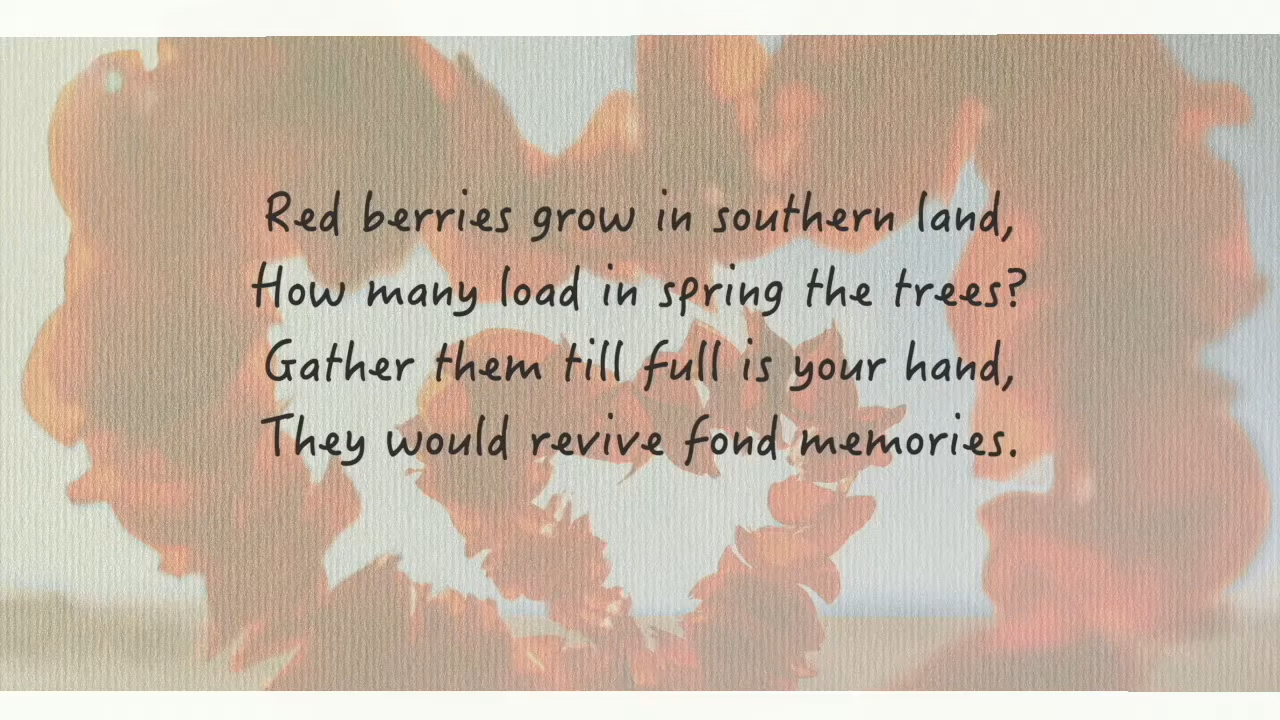 Red berries grow in southern land,
How many load in spring the trees?
Gather them till full is your hand,
They would revive fond memories.